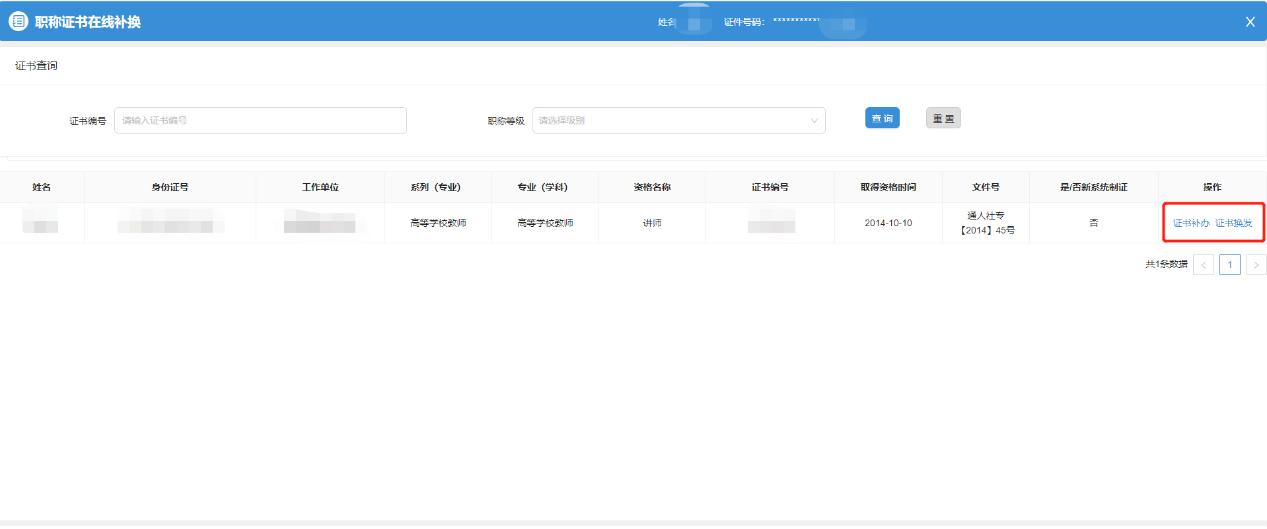 职称证书在线补换
姓名
证件号码： ***********
X
证书查询
证书编号 请输入证书编号
职称等级 请选择级别
查 询
重 置
姓名 身份证号 工作单位 系列（专业） 专业（学科） 资格名称 证书编号 取得资格时间 文件号 是/否新系统制证 操作
高等学校教师 高等学校教师 讲师 2014-10-10 通人社专
【2014】45号 否 证书补办 证书换发
共1条数据 < 1 >